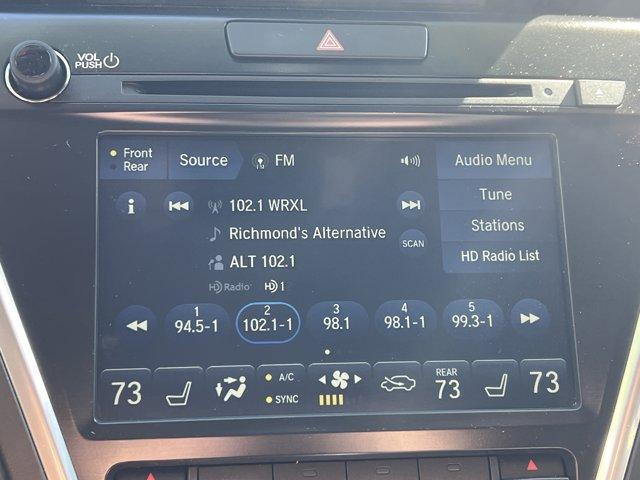 VOL
PUSH
Front
Rear
Source
FM
Audio Menu
102.1 WRXL
Tune
Richmond's Alternative
SCAN
Stations
ALT 102.1
HD Radio List
HD Radio HD 1
1
94.5-1
2
102.1-1
3
98.1
4
98.1-1
5
99.3-1
73
A/C
SYNC
REAR
73
73